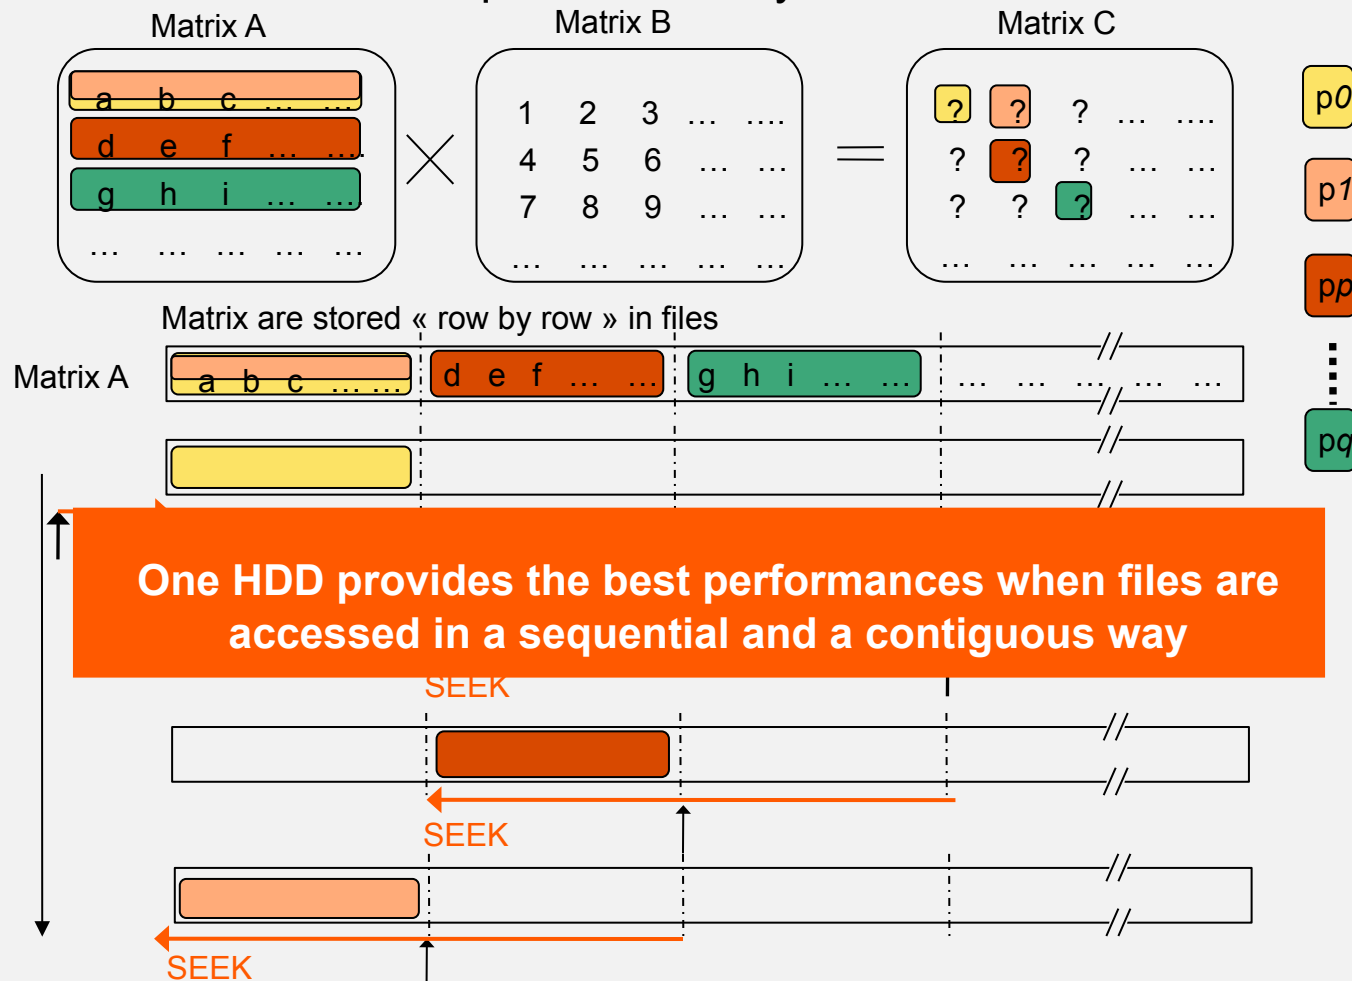 Matrix A
Matrix B
Matrix C
a b c … …
d e f … ….
g h i … ….
… … … … …
1 2 3 … ….
4 5 6 … …
7 8 9 … …
… … … … …
? ? ? … ….
? ? ? … …
? ? ? … …
… … … … …
p0
p1
pp
pq
Matrix are stored « row by row » in files
Matrix A
a b c … …
d e f … …
g h i … …
… … … … …
One HDD provides the best performances when files are
accessed in a sequential and a contiguous way
SEEK
SEEK
SEEK